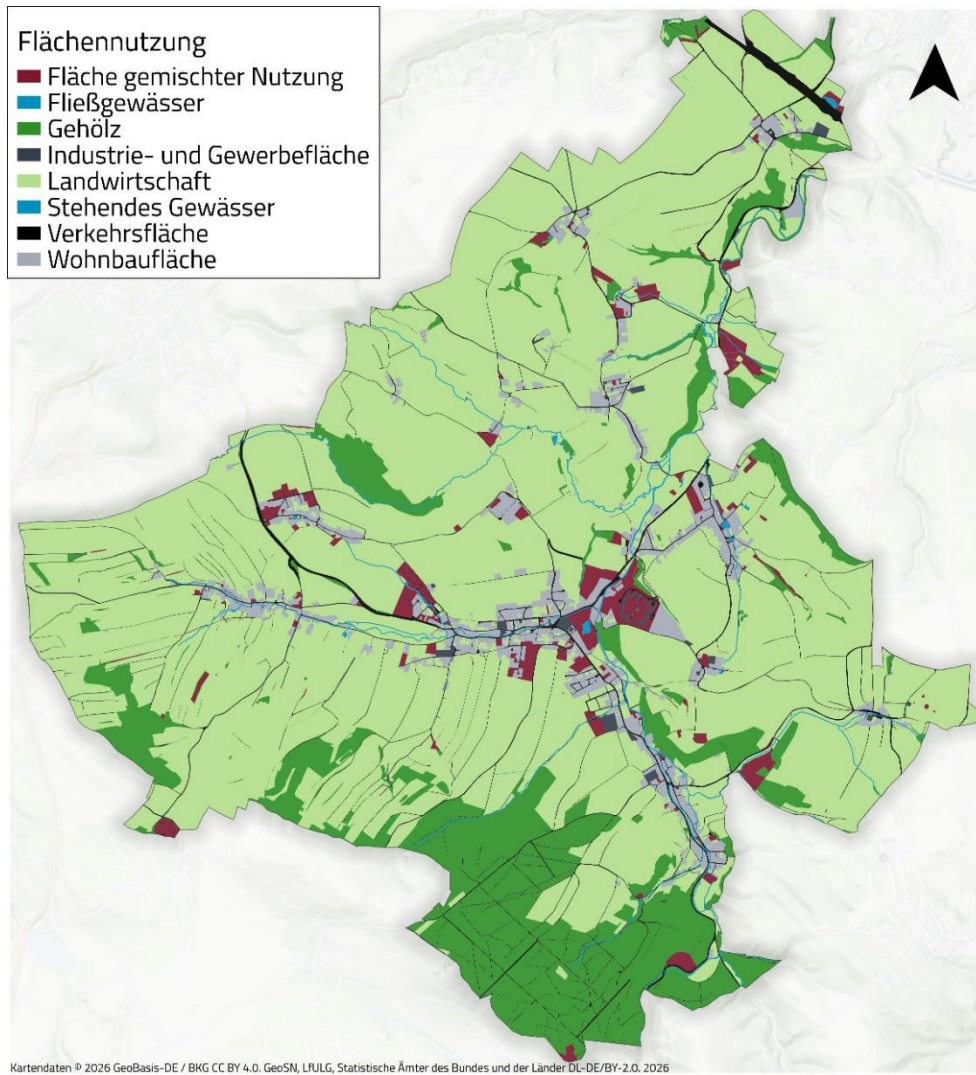 Flächennutzung
Fläche gemischter Nutzung
Fließgewässer
Gehölz
Industrie- und Gewerbefläche
Landwirtschaft
Stehendes Gewässer
Verkehrsfläche
Wohnbaufläche
Kartendaten © 2026 GeoBasis-DE / BKG CC BY 4.0. GeoSN, LfULG, Statistische Ämter des Bundes und der Länder DL-DE/BY-2.0. 2026